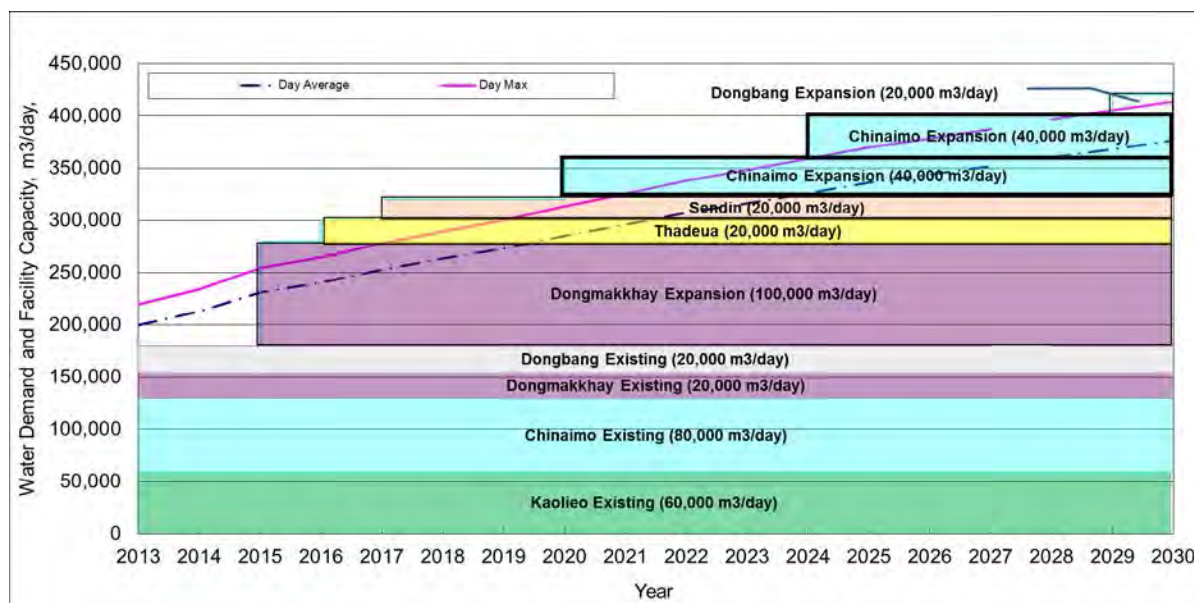 450,000
400,000
350,000
300,000
250,000
200,000
150,000
100,000
50,000
0
Water Demand and Facility Capacity, m3/day,
Day Average
Day Max
Dongbang Expansion (20,000 m3/day)
Chinaimo Expansion (40,000 m3/day)
Chinaimo Expansion (40,000 m3/day)
Sendin (20,000 m3/day)
Thadeua (20,000 m3/day)
Dongmakkhay Expansion (100,000 m3/day)
Dongbang Existing (20,000 m3/day)
Dongmakkhay Existing (20,000 m3/day)
Chinaimo Existing (80,000 m3/day)
Kaolieo Existing (60,000 m3/day)
2013 2014 2015 2016 2017 2018 2019 2020 2021 2022 2023 2024 2025 2026 2027 2028 2029 2030
Year